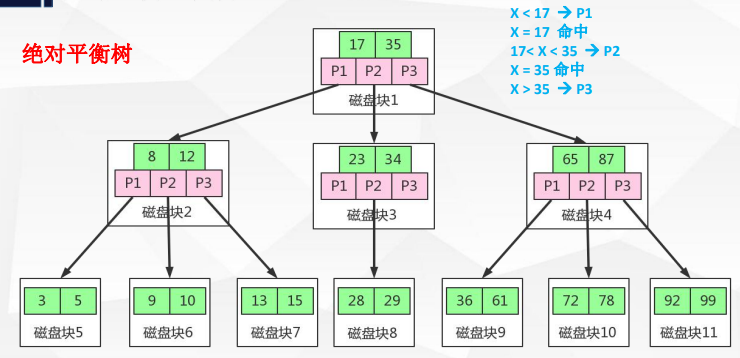 X < 17 → P1
X = 17 命中
17< X < 35 → P2
X = 35 命中
X > 35 → P3
绝对平衡树
17 35
P1 P2 P3
磁盘块1
8 12
P1 P2 P3
磁盘块2
23 34
P1 P2 P3
磁盘块3
65 87
P1 P2 P3
磁盘块4
3 5
磁盘块5
9 10
磁盘块6
13 15
磁盘块7
28 29
磁盘块8
36 61
磁盘块9
72 78
磁盘块10
92 99
磁盘块11